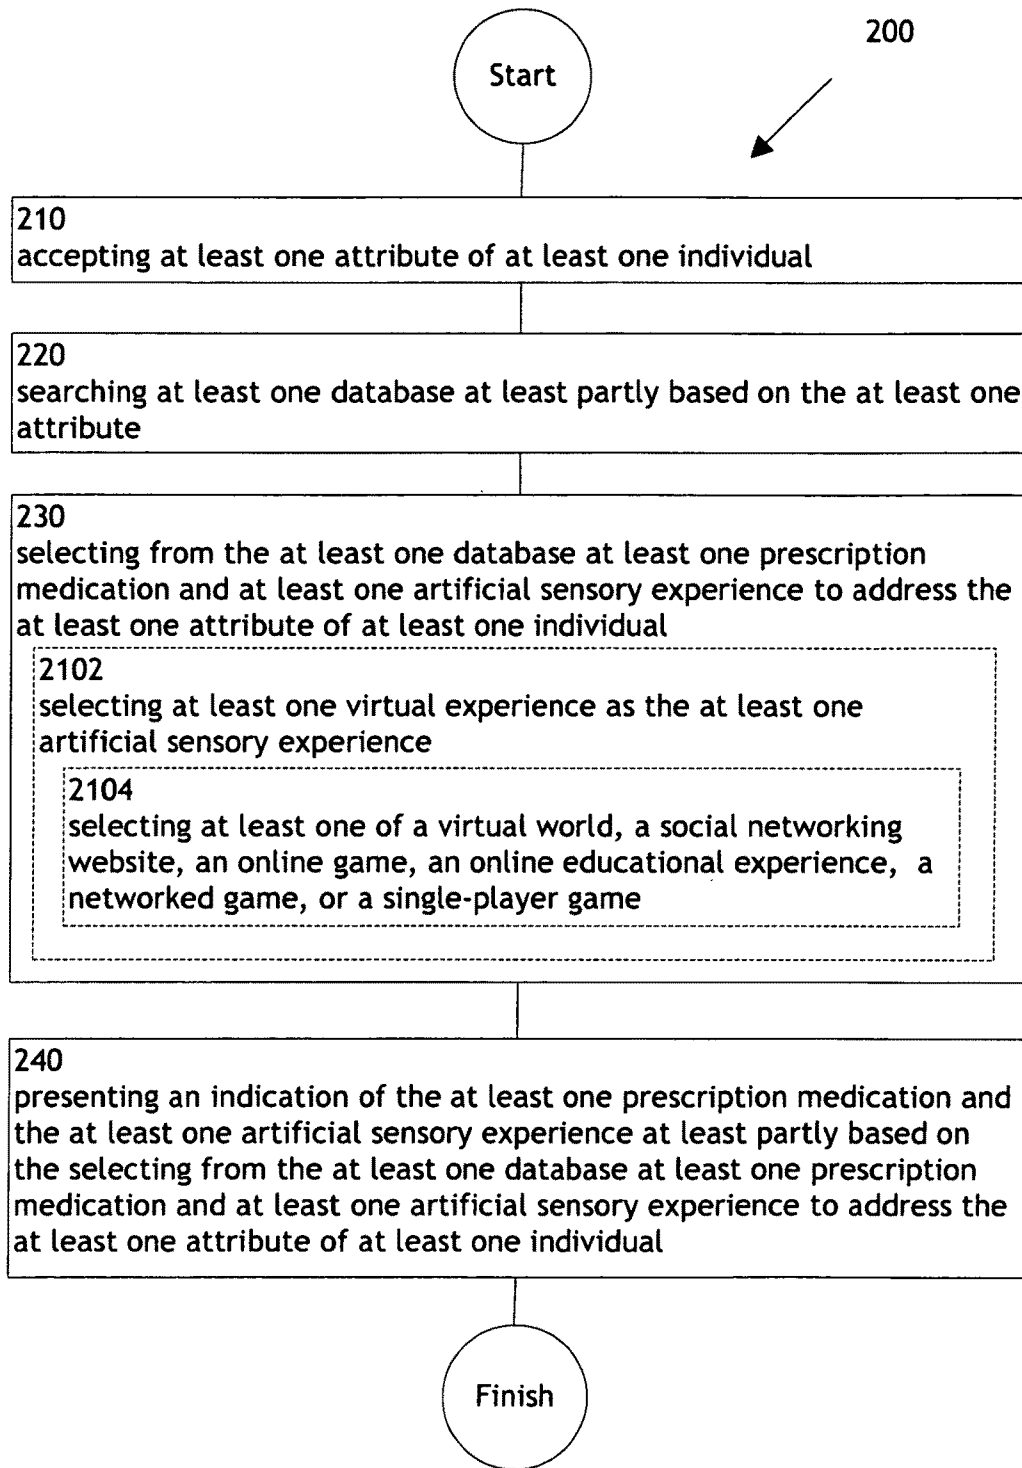 200
Start
210
accepting at least one attribute of at least one individual
220
searching at least one database at least partly based on the at least one
attribute
230
selecting from the at least one database at least one prescription
medication and at least one artificial sensory experience to address the
at least one attribute of at least one individual
2102
selecting at least one virtual experience as the at least one
artificial sensory experience
2104
selecting at least one of a virtual world, a social networking
website, an online game, an online educational experience, a
networked game, or a single-player game
240
presenting an indication of the at least one prescription medication and
the at least one artificial sensory experience at least partly based on
the selecting from the at least one database at least one prescription
medication and at least one artificial sensory experience to address the
at least one attribute of at least one individual
Finish